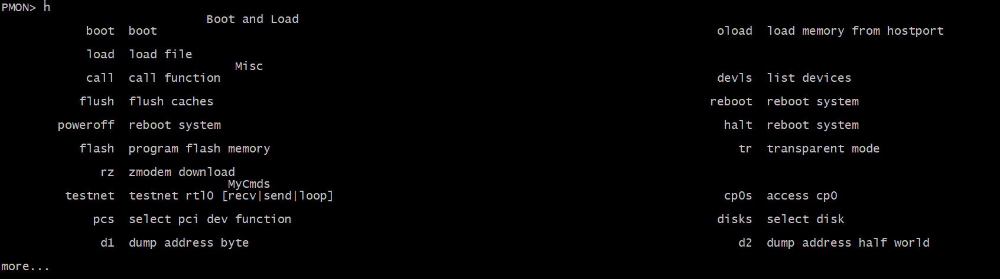 PMON> h
Boot and Load
boot  boot  oload  load memory from hostport
load  load file
Misc
call  call function  devls  list devices
flush  flush caches  reboot  reboot system
poweroff  reboot system  halt  reboot system
flash  program flash memory  tr  transparent mode
rz  zmodem download
MyCmds
testnet  testnet rtl0 [recv|send|loop]  cp0s  access cp0
pcs  select pci dev function  disks  select disk
d1  dump address byte  d2  dump address half world
more...